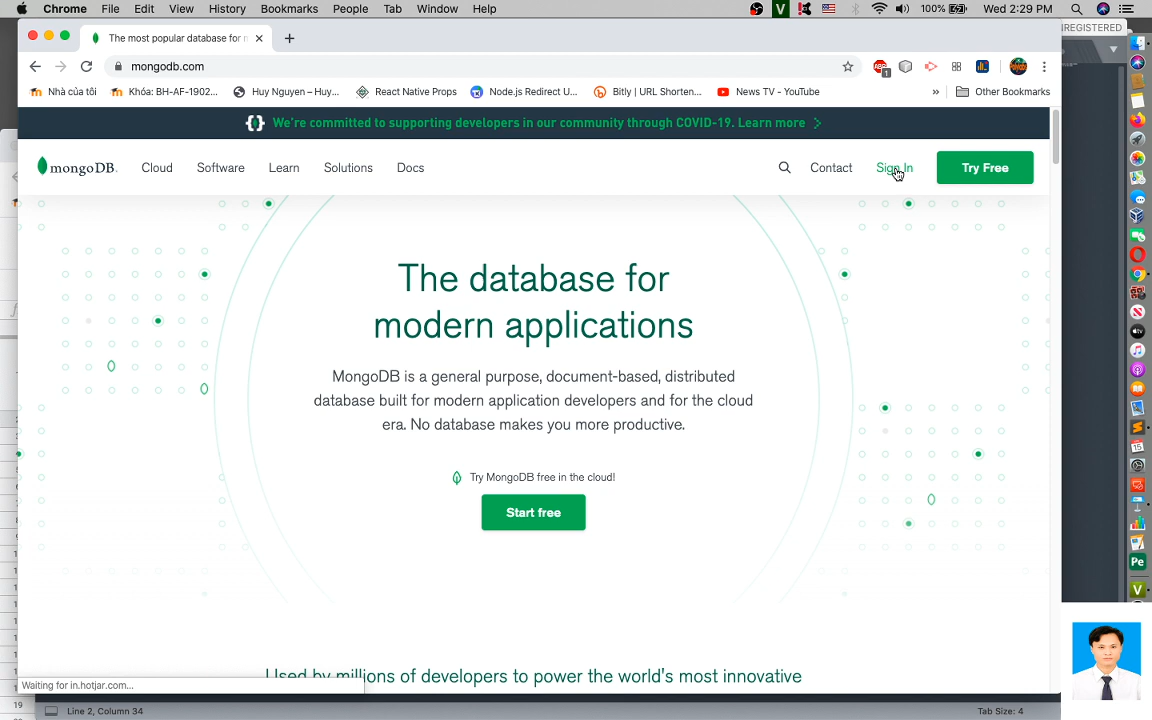 Chrome File Edit View History Bookmarks People Tab Window Help
V 100% Wed 2:29 PM
REGISTERED
The most popular database for
mongodb.com
ABP 1
Nhà của tôi Khóa: BH-AF-1902... Huy Nguyen – Huy... React Native Props Node.js Redirect U... Bitly | URL Shorten... News TV - YouTube » Other Bookmarks
We're committed to supporting developers in our community through COVID-19. Learn more
mongoDB. Cloud Software Learn Solutions Docs Contact Sign In Try Free
The database for
modern applications
MongoDB is a general purpose, document-based, distributed
database built for modern application developers and for the cloud
era. No database makes you more productive.
Try MongoDB free in the cloud!
Start free
Used by millions of developers to power the world's most innovative
Waiting for in.hotjar.com...
19
Line 2, Column 34 Tab Size: 4
tv
15
Pe
V